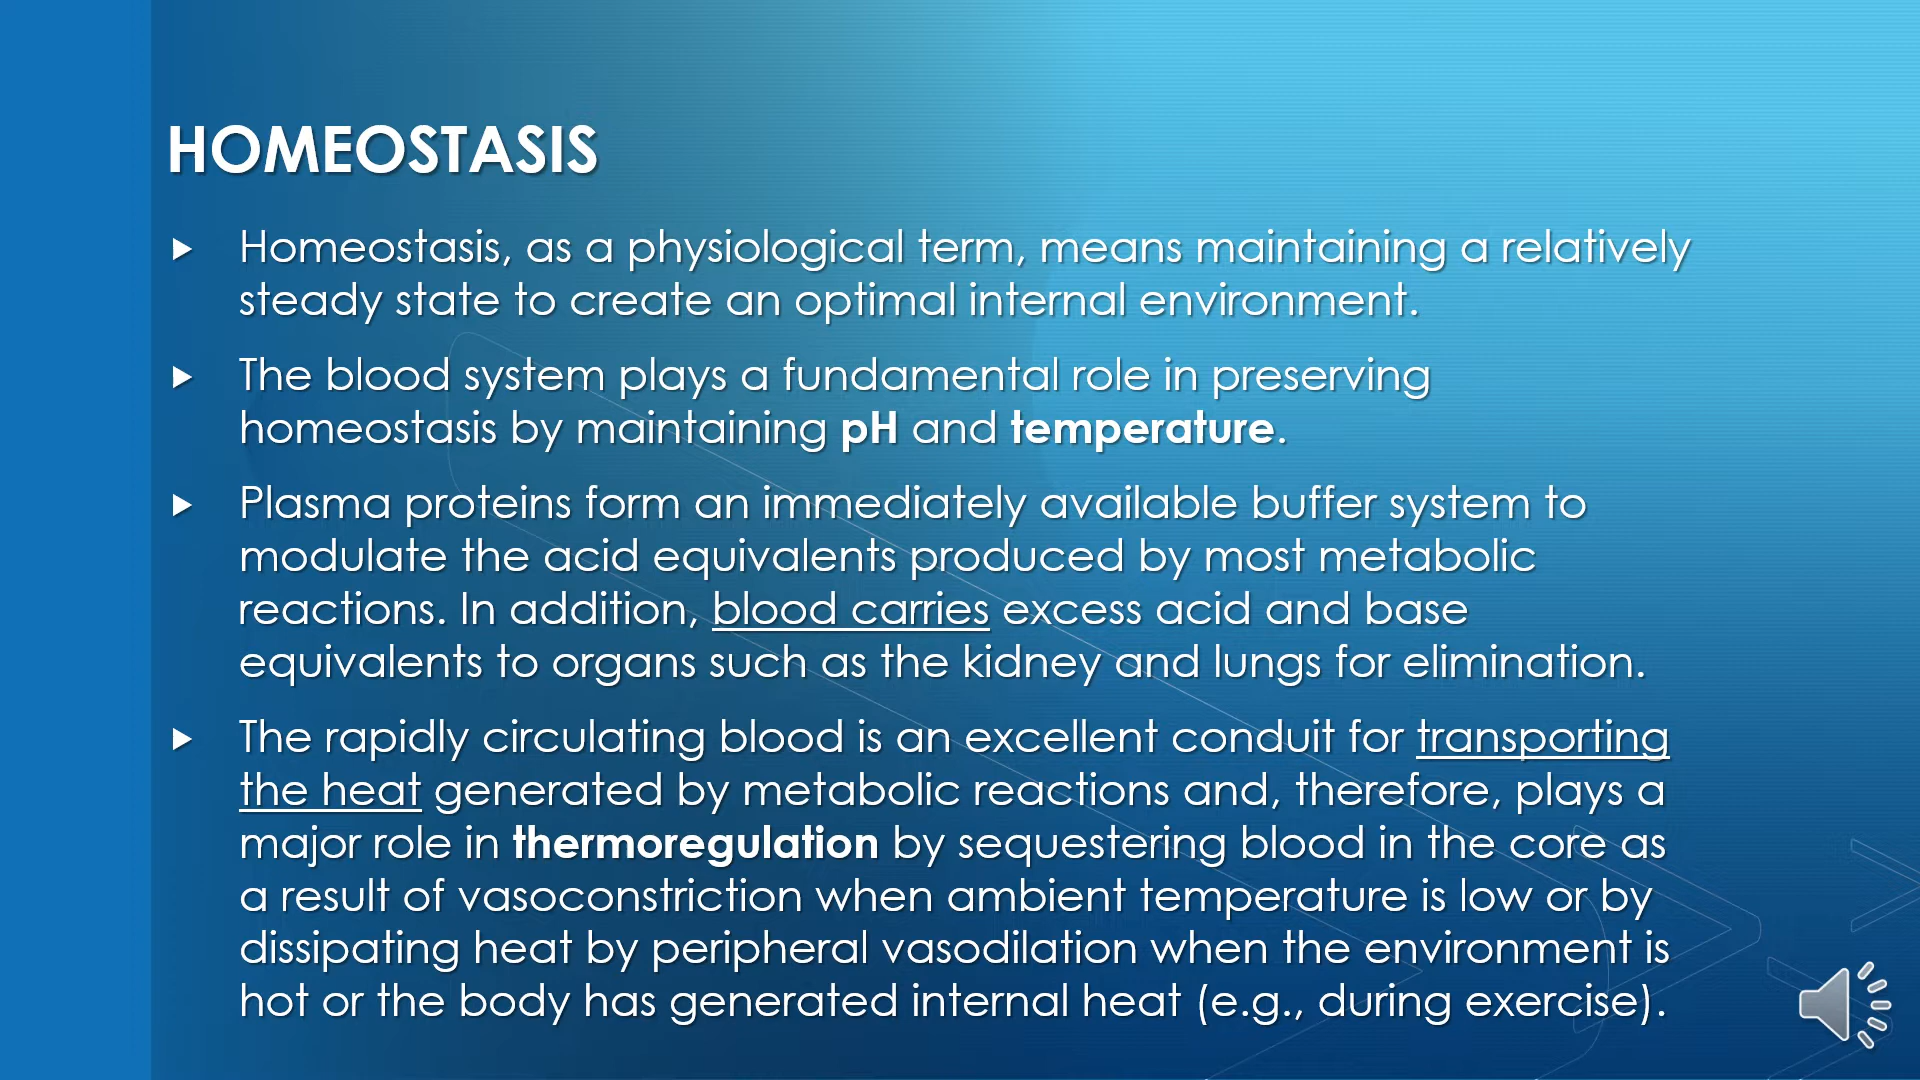 HOMEOSTASIS
Homeostasis, as a physiological term, means maintaining a relatively
steady state to create an optimal internal environment.
The blood system plays a fundamental role in preserving
homeostasis by maintaining pH and temperature.
Plasma proteins form an immediately available buffer system to
modulate the acid equivalents produced by most metabolic
reactions. In addition, blood carries excess acid and base
equivalents to organs such as the kidney and lungs for elimination.
The rapidly circulating blood is an excellent conduit for transporting
the heat generated by metabolic reactions and, therefore, plays a
major role in thermoregulation by sequestering blood in the core as
a result of vasoconstriction when ambient temperature is low or by
dissipating heat by peripheral vasodilation when the environment is
hot or the body has generated internal heat (e.g., during exercise).